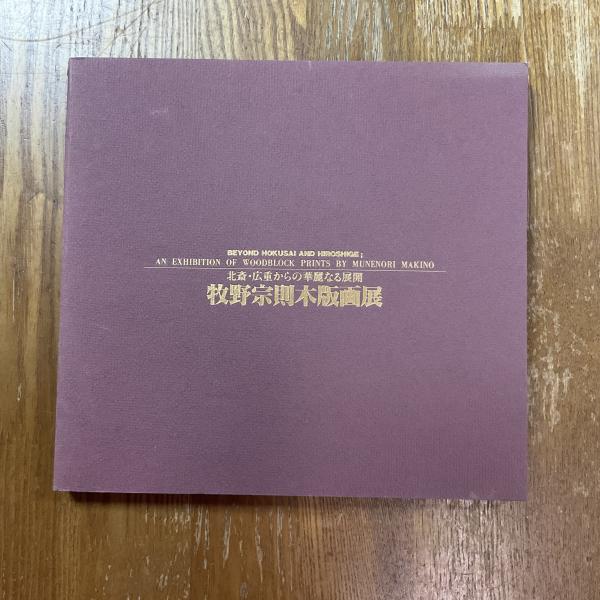 BEYOND HOKUSAI AND HIROSHIGE;
AN EXHIBITION OF WOODBLOCK PRINTS BY MUNENORI MAKINO
北斎・広重からの華麗なる展開
牧野宗則木版画展